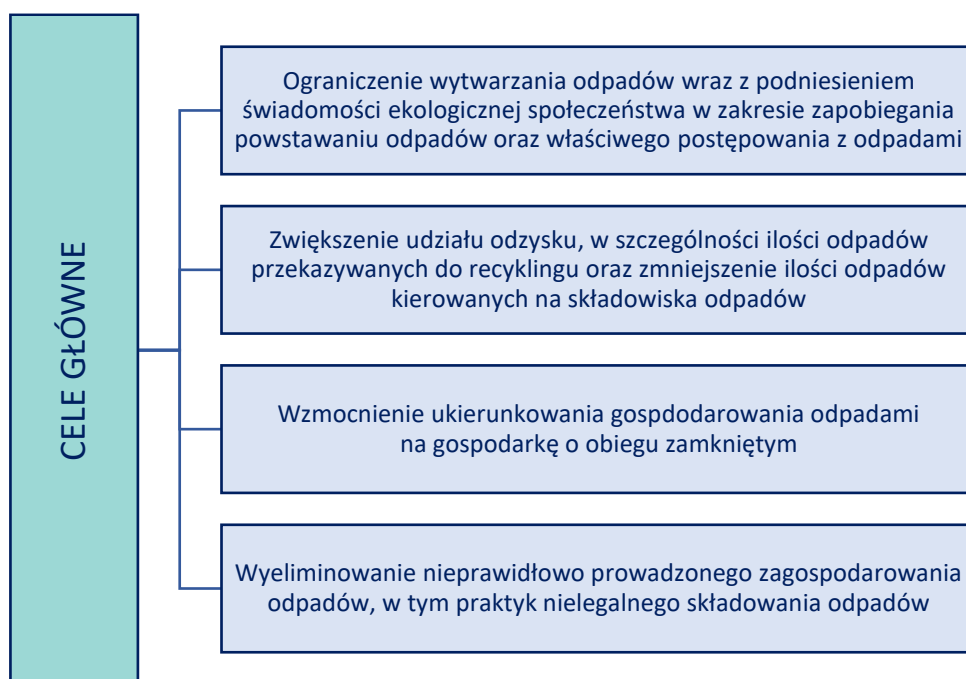 CELE GŁÓWNE
Ograniczenie wytwarzania odpadów wraz z podniesieniem
świadomości ekologicznej społeczeństwa w zakresie zapobiegania
powstawaniu odpadów oraz właściwego postępowania z odpadami
Zwiększenie udziału odzysku, w szczególności ilości odpadów
przekazywanych do recyklingu oraz zmniejszenie ilości odpadów
kierowanych na składowiska odpadów
Wzmocnienie ukierunkowania gospdodarowania odpadami
na gospodarkę o obiegu zamkniętym
Wyeliminowanie nieprawidłowo prowadzonego zagospodarowania
odpadów, w tym praktyk nielegalnego składowania odpadów